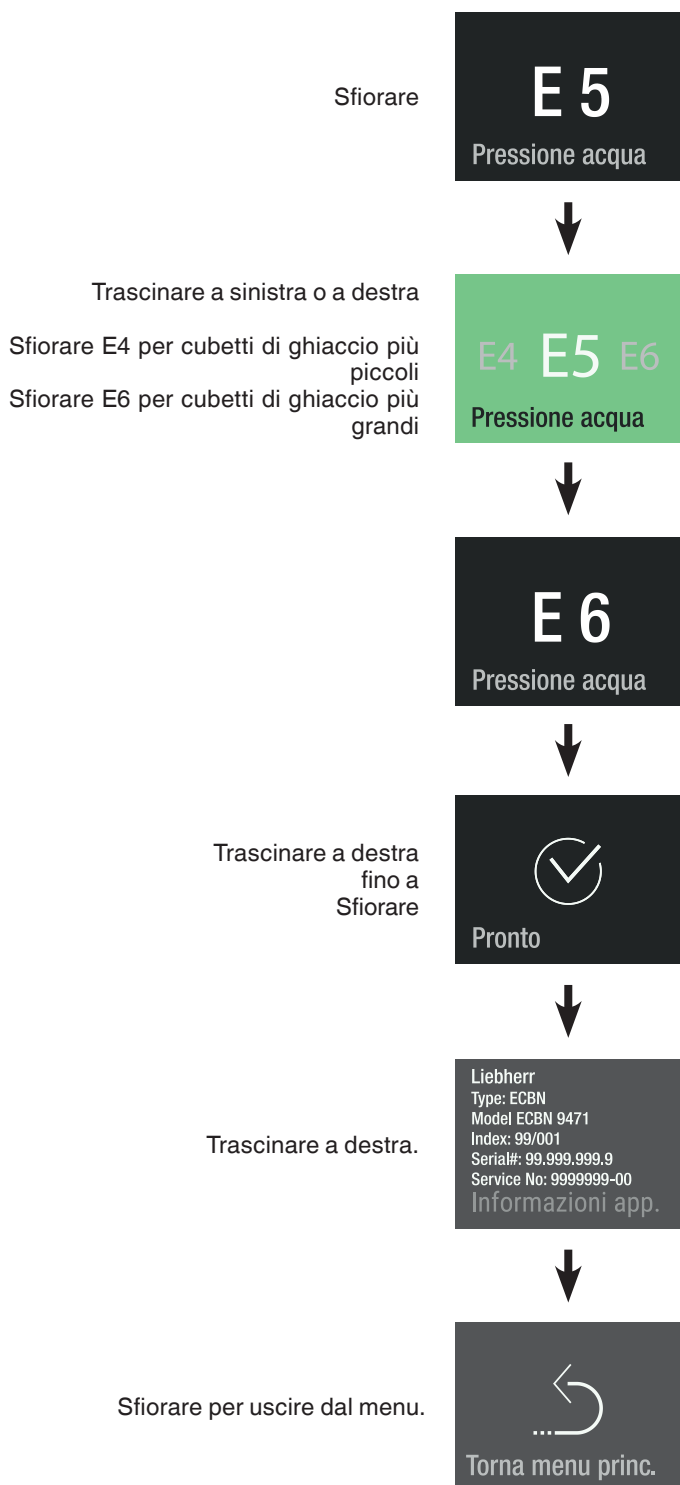 Sfiorare
E 5
Pressione acqua
Trascinare a sinistra o a destra
Sfiorare E4 per cubetti di ghiaccio più
piccoli
Sfiorare E6 per cubetti di ghiaccio più
grandi
E4 E5 E6
Pressione acqua
E 6
Pressione acqua
Trascinare a destra
fino a
Sfiorare
Pronto
Trascinare a destra.
Liebherr
Type: ECBN
Model ECBN 9471
Index: 99/001
Serial#: 99.999.999.9
Service No: 9999999-00
Informazioni app.
Sfiorare per uscire dal menu.
Torna menu princ.